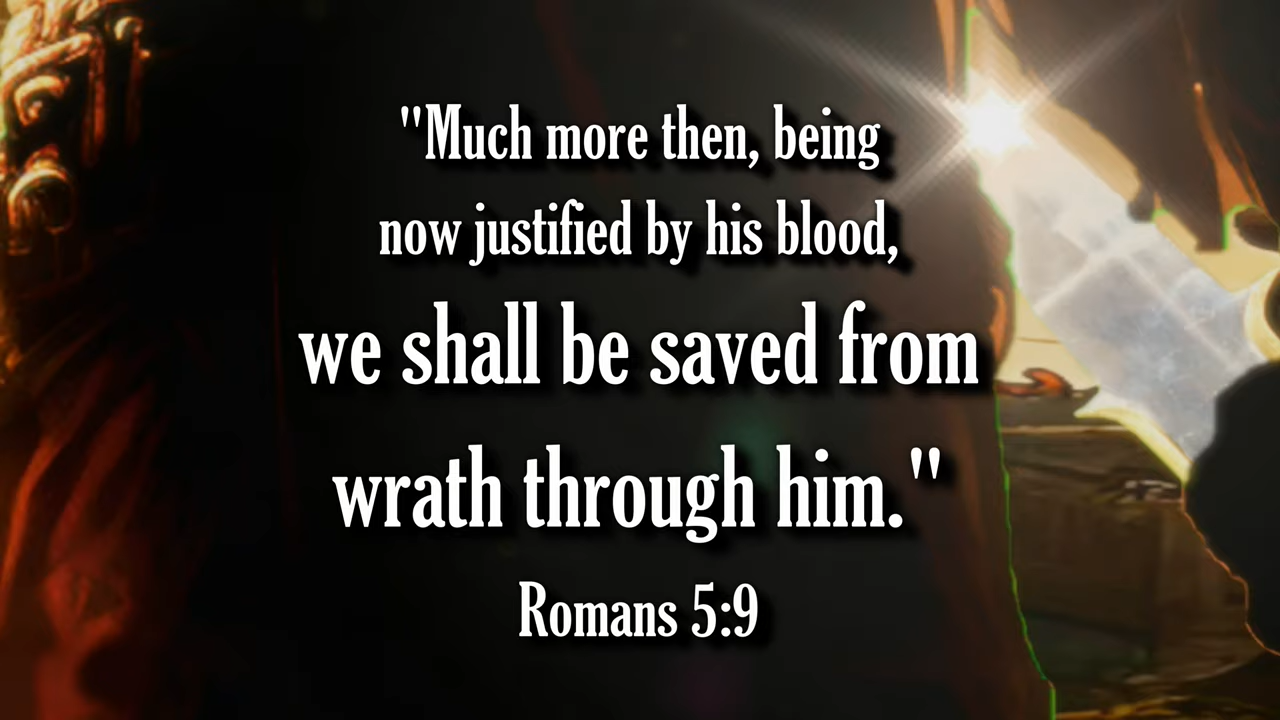 "Much more then, being
now justified by his blood,
we shall be saved from
wrath through him."
Romans 5:9